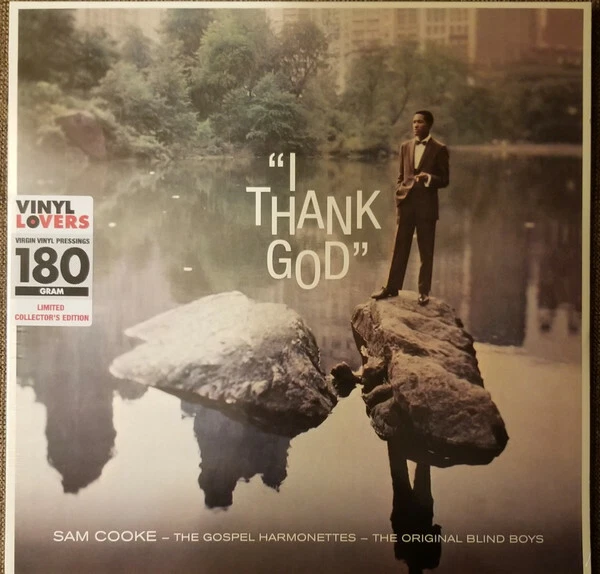 “I
THANK
GOD”
VINYL
LOVERS
VIRGIN VINYL PRESSINGS
180
GRAM
LIMITED
COLLECTOR'S EDITION
SAM COOKE – THE GOSPEL HARMONETTES – THE ORIGINAL BLIND BOYS